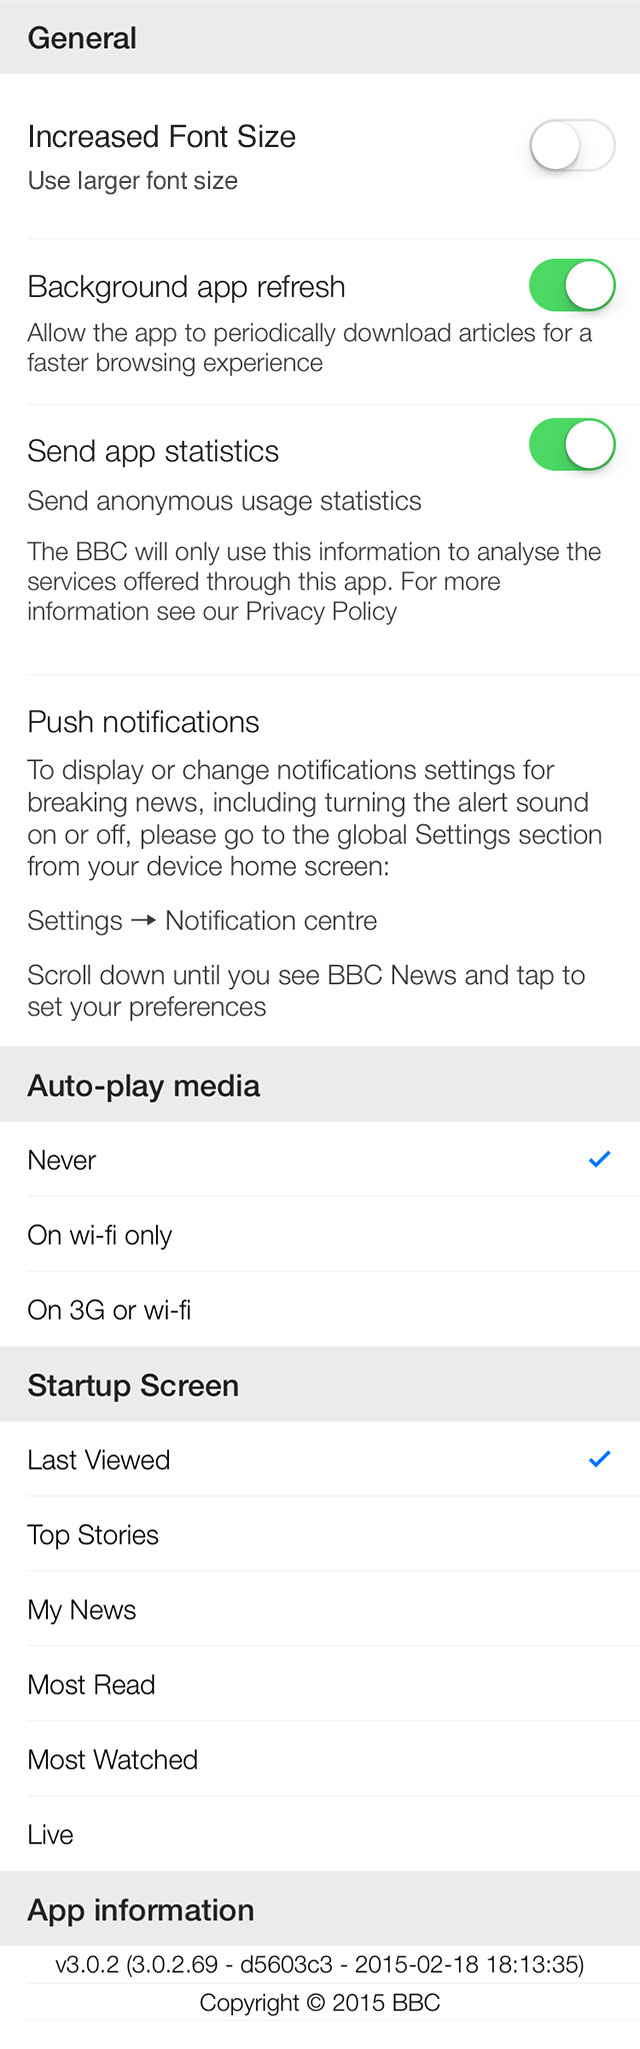 General
Increased Font Size
Use larger font size
Background app refresh
Allow the app to periodically download articles for a
faster browsing experience
Send app statistics
Send anonymous usage statistics
The BBC will only use this information to analyse the
services offered through this app. For more
information see our Privacy Policy
Push notifications
To display or change notifications settings for
breaking news, including turning the alert sound
on or off, please go to the global Settings section
from your device home screen:
Settings → Notification centre
Scroll down until you see BBC News and tap to
set your preferences
Auto-play media
Never
On wi-fi only
On 3G or wi-fi
Startup Screen
Last Viewed
Top Stories
My News
Most Read
Most Watched
Live
App information
v3.0.2 (3.0.2.69 - d5603c3 - 2015-02-18 18:13:35)
Copyright © 2015 BBC